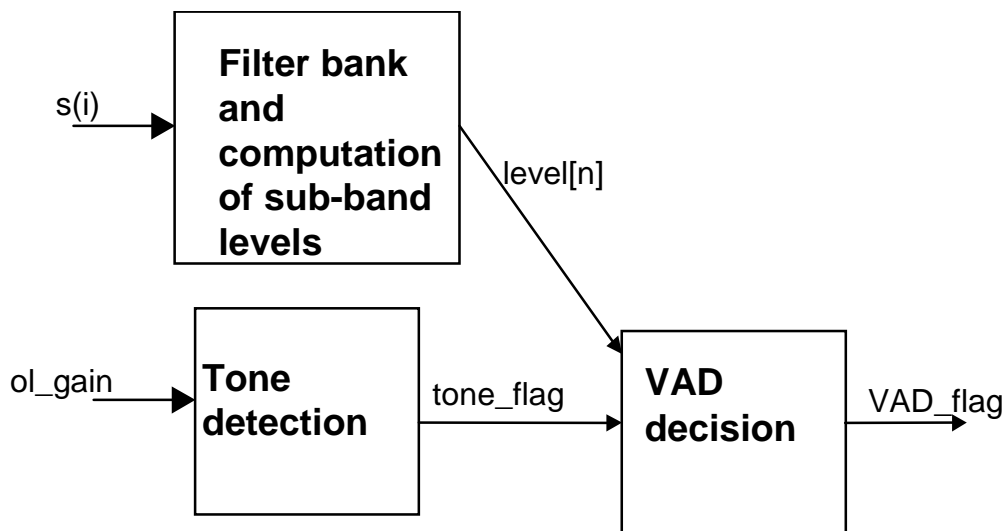 s(i)
Filter bank
and
computation
of sub-band
levels
level[n]
ol_gain
Tone
detection
tone_flag
VAD
decision
VAD_flag